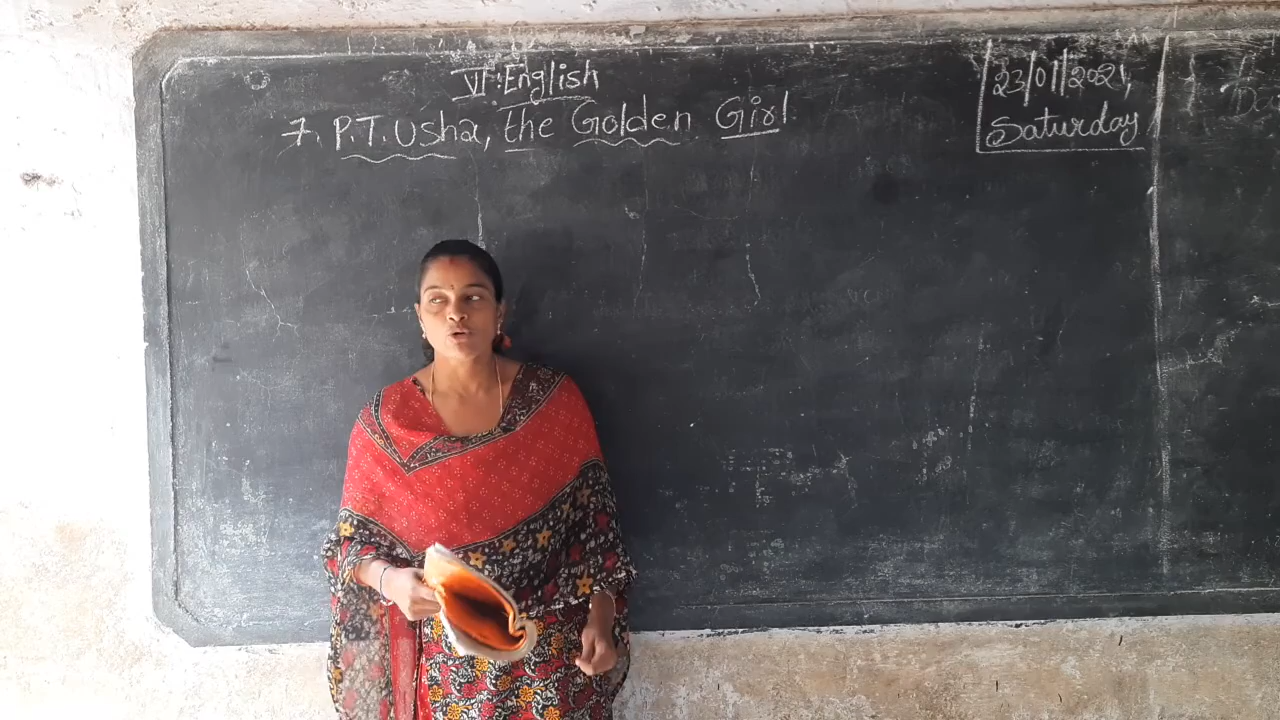 VI : English
7. P.T. Usha, the Golden Girl
23/01/2021,
Saturday